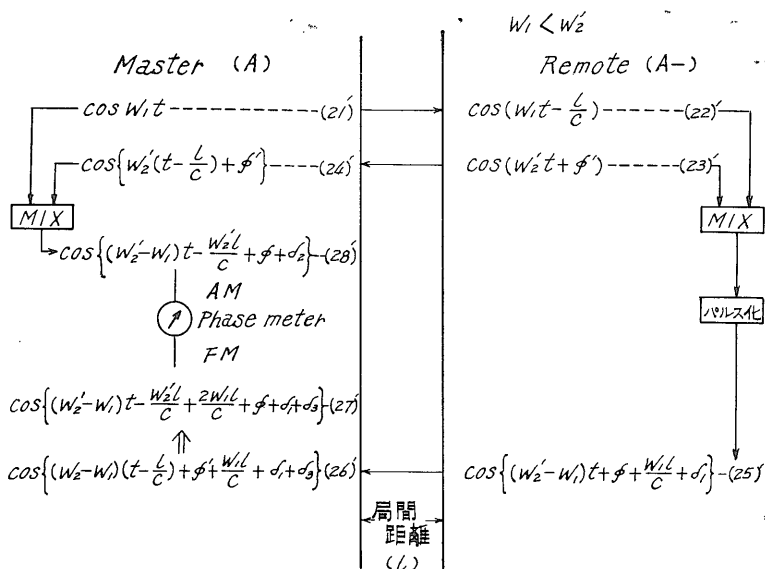 W₁ < W₂′
Master (A)
Remote (A-)
cos W₁t ------(21)′
cos(W₁t - l/C) ------(22)′
cos{W₂′(t - l/C) + φ′} ----(24)′
cos(W₂′t + φ′) ------(23)′
MIX
MIX
cos{(W₂′-W₁)t - W₂′l/C + φ + δ₂} -(28)′
AM
Phase meter
FM
パルス化
cos{(W₂′-W₁)t - W₂′l/C + 2W₁l/C + φ + δ₁ + δ₃} -(27)′
⇑
cos{(W₂-W₁)(t - l/C) + φ′ + W₁l/C + δ₁ + δ₃} (26)′
cos{(W₂′-W₁)t + φ + W₁l/C + δ₁} -(25)′
局間
距離
(l)